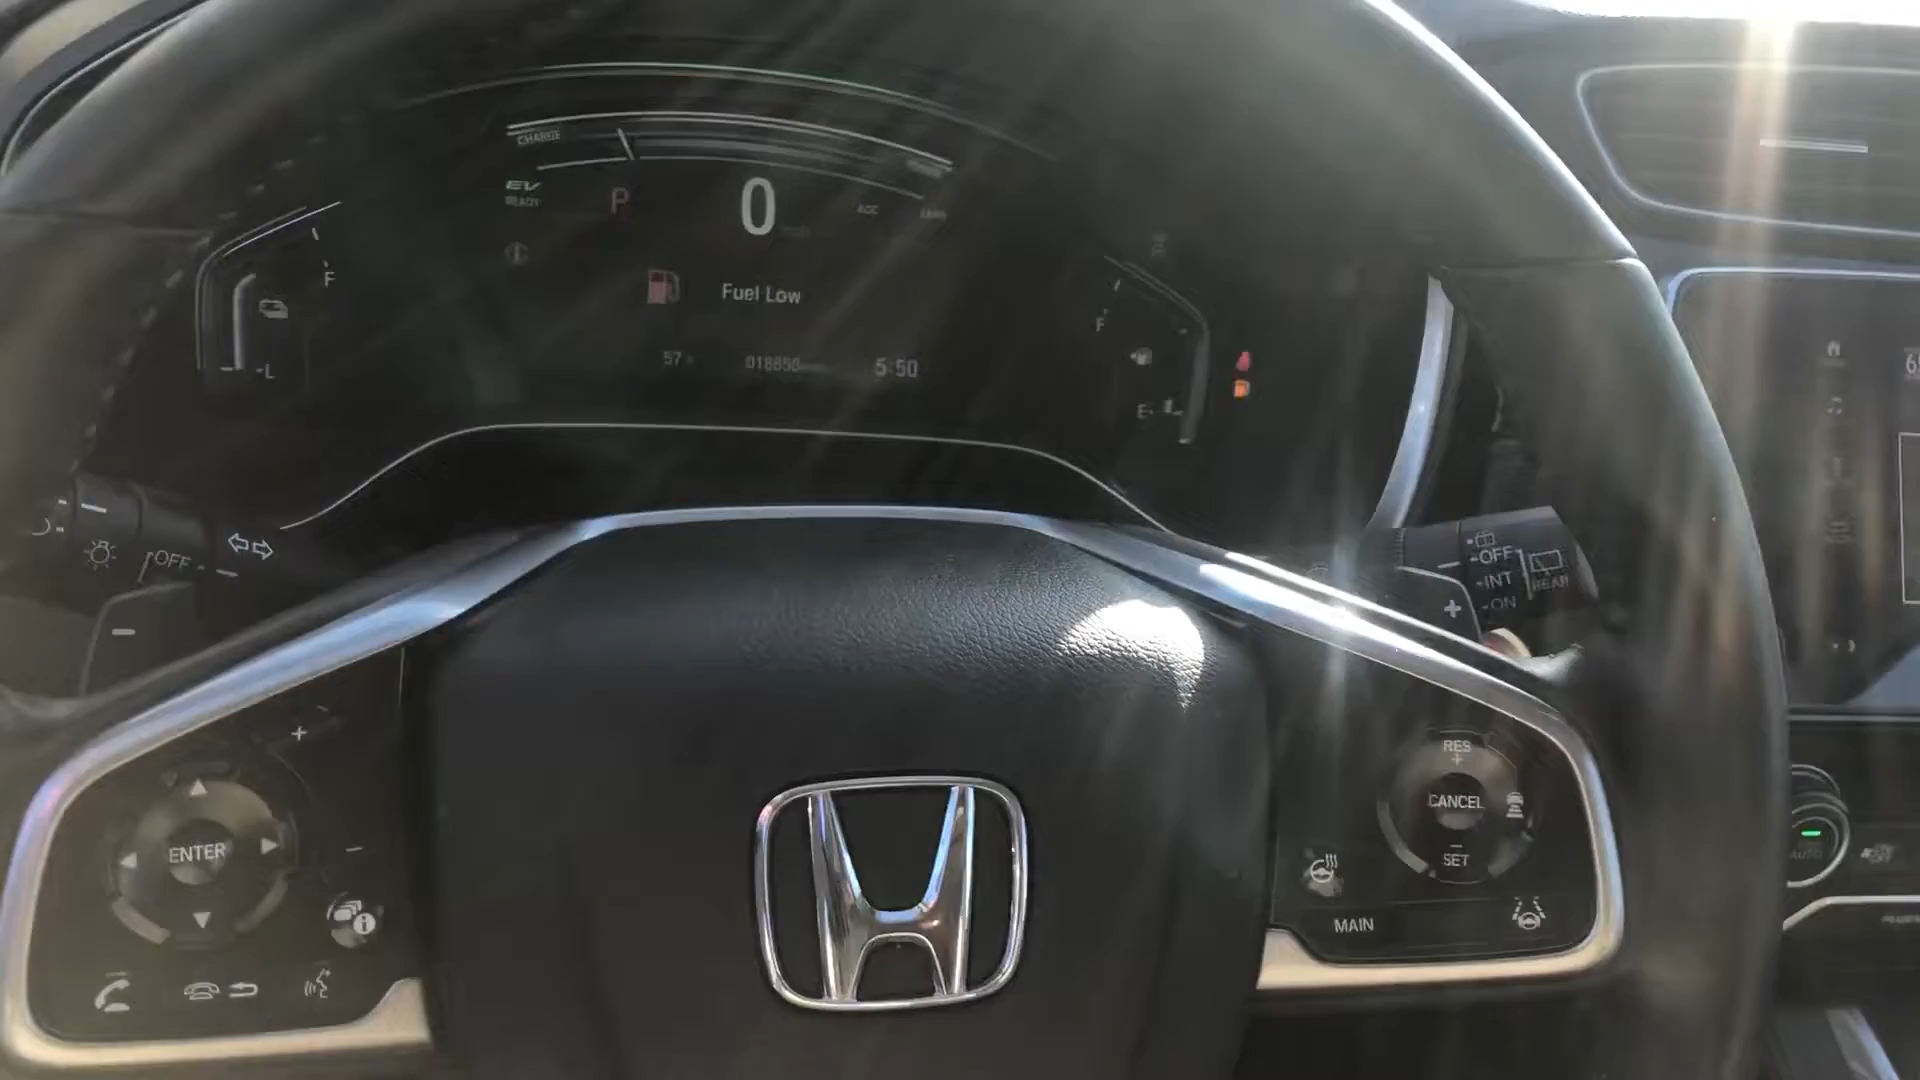 CHARGE
EV
READY
P
0
F
Fuel Low
F
L
57
018850
5:50
E
OFF
OFF
INT
ON
REAR
-
+
+
-
ENTER
RES
+
CANCEL
-
SET
MAIN
AUTO